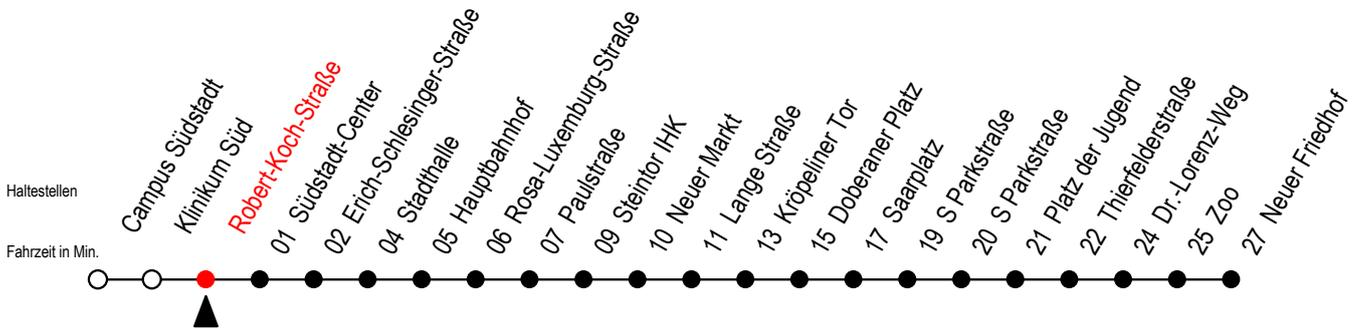 Haltestellen
Fahrzeit in Min.
Campus Südstadt
Klinikum Süd
Robert-Koch-Straße
01 Südstadt-Center
02 Erich-Schlesinger-Straße
04 Stadthalle
05 Hauptbahnhof
06 Rosa-Luxemburg-Straße
07 Paulstraße
09 Steintor IHK
10 Neuer Markt
11 Lange Straße
13 Kröpeliner Tor
15 Doberaner Platz
17 Saarplatz
19 S Parkstraße
20 S Parkstraße
21 Platz der Jugend
22 Thierfelderstraße
24 Dr.-Lorenz-Weg
25 Zoo
27 Neuer Friedhof